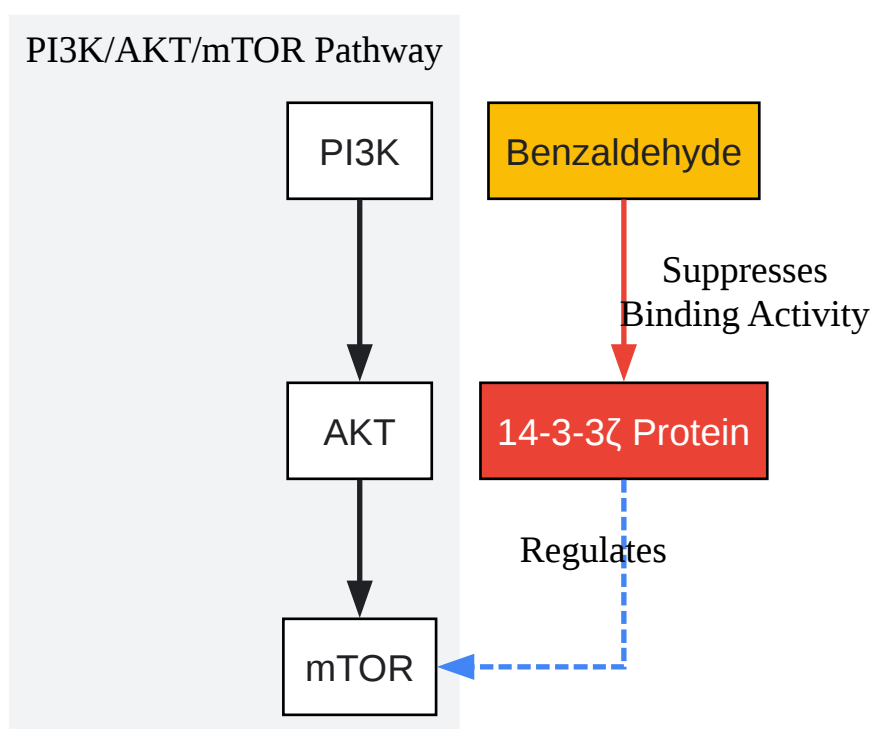 PI3K/AKT/mTOR Pathway
PI3K
Benzaldehyde
Suppresses
Binding Activity
AKT
14-3-3ζ Protein
Regulates
mTOR